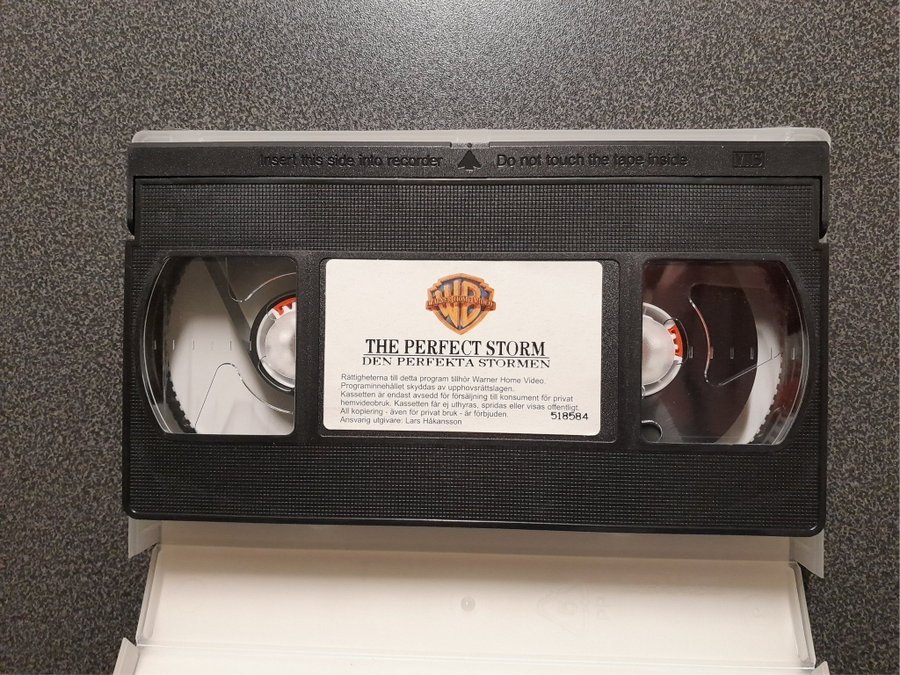 Insert this side into recorder Do not touch the tape inside VHS
WB
WARNER HOME VIDEO
THE PERFECT STORM
DEN PERFEKTA STORMEN
Rättigheterna till detta program tillhör Warner Home Video.
Programinnehållet skyddas av upphovsrättslagen.
Kassetten är endast avsedd för försäljning till konsument för privat
hemvideobruk. Kassetten får ej uthyras, spridas eller visas offentligt.
All kopiering - även för privat bruk - är förbjuden.
Ansvarig utgivare: Lars Håkansson
518584